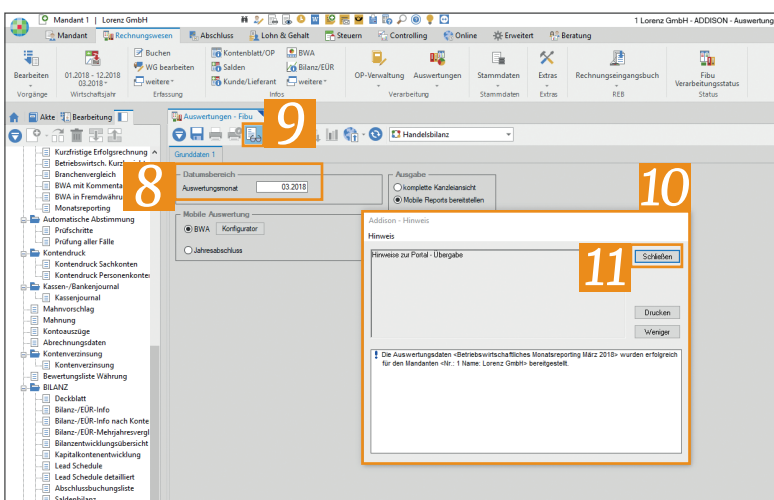 Mandant 1 | Lorenz GmbH
1 Lorenz GmbH - ADDISON - Auswertung
Mandant Rechnungswesen Abschluss Lohn & Gehalt Steuern Controlling Online Erweitert Beratung
Bearbeiten
Vorgänge
01.2018 - 12.2018
03.2018
Wirtschaftsjahr
Buchen
WG bearbeiten
weitere
Erfassung
Kontenblatt/OP
Salden
Kunde/Lieferant
BWA
Bilanz/EÜR
weitere
Infos
OP-Verwaltung Auswertungen
Verarbeitung
Stammdaten
Stammdaten
Extras
Extras
Rechnungseingangsbuch
REB
Fibu
Verarbeitungsstatus
Status
Akte Bearbeitung
Auswertungen - Fibu
9
Handelsbilanz
Grunddaten 1
Kurzfristige Erfolgsrechnung
Betriebswirtsch.
Branchenvergleich
BWA mit Kommenta
BWA in Fremdwähru
Monatsreporting
Automatische Abstimmung
Prüfschritte
Prüfung aller Fälle
Kontendruck
Kontendruck Sachkonten
Kontendruck Personenkonter
Kassen-/Bankenjournal
Kassenjournal
Mahnvorschlag
Mahnung
Kontoauszüge
Abrechnungsdaten
Kontenverzinsung
Kontenverzinsung
Bewertungsliste Währung
BILANZ
Deckblatt
Bilanz-/EÜR-Info
Bilanz-/EÜR-Info nach Konte
Bilanz-/EÜR-Mehrjahresvergl
Bilanzentwicklungsübersicht
Kapitalkontenentwicklung
Lead Schedule
Lead Schedule detailliert
Abschlussbuchungsliste
Saldenbilanz
8
Datumsbereich
Auswertungsmonat 03.2018
Mobile Auswertung
BWA Konfigurator
Jahresabschluss
Ausgabe
komplette Kanzleiansicht
Mobile Reports bereitstellen
10
Addison - Hinweis
Hinweis
Hinweise zur Portal - Übergabe
11
Schließen
Drucken
Weniger
! Die Auswertungsdaten <Betriebswirtschaftliches Monatsreporting März 2018> wurden erfolgreich
für den Mandanten <Nr.: 1 Name: Lorenz GmbH> bereitgestellt.